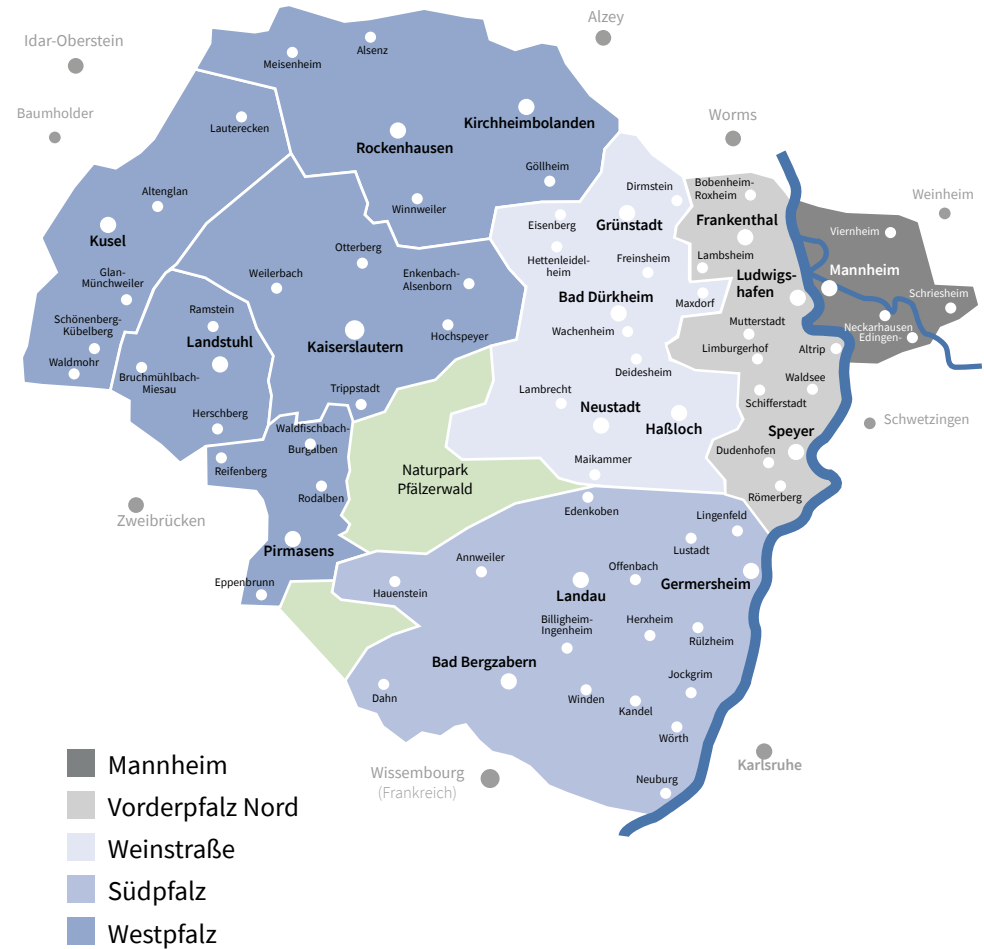 Alzey
Idar-Oberstein
Alsenz
Meisenheim
Baumholder
Worms
Lauterecken
Kirchheimbolanden
Rockenhausen
Göllheim
Dirmstein
Bobenheim-
Roxheim
Weinheim
Altenglan
Winnweiler
Eisenberg
Grünstadt
Frankenthal
Viernheim
Kusel
Otterberg
Hettenleidel-
heim
Freinsheim
Lambsheim
Mannheim
Glan-
Münchweiler
Weilerbach
Enkenbach-
Alsenborn
Ludwigs-
hafen
Bad Dürkheim
Maxdorf
Schriesheim
Ramstein
Schönenberg-
Kübelberg
Landstuhl
Kaiserslautern
Hochspeyer
Wachenheim
Mutterstadt
Neckarhausen
Edingen-
Limburgerhof
Altrip
Waldmohr
Bruchmühlbach-
Miesau
Trippstadt
Lambrecht
Deidesheim
Waldsee
Schifferstadt
Herschberg
Neustadt
Haßloch
Schwetzingen
Waldfischbach-
Burgalben
Speyer
Dudenhofen
Reifenberg
Naturpark
Pfälzerwald
Maikammer
Rodalben
Römerberg
Zweibrücken
Edenkoben
Lingenfeld
Pirmasens
Lustadt
Annweiler
Offenbach
Germersheim
Eppenbrunn
Hauenstein
Landau
Billigheim-
Ingenheim
Herxheim
Rülzheim
Bad Bergzabern
Jockgrim
Dahn
Winden
Kandel
Wörth
Karlsruhe
Wissembourg
(Frankreich)
Neuburg
Mannheim
Vorderpfalz Nord
Weinstraße
Südpfalz
Westpfalz